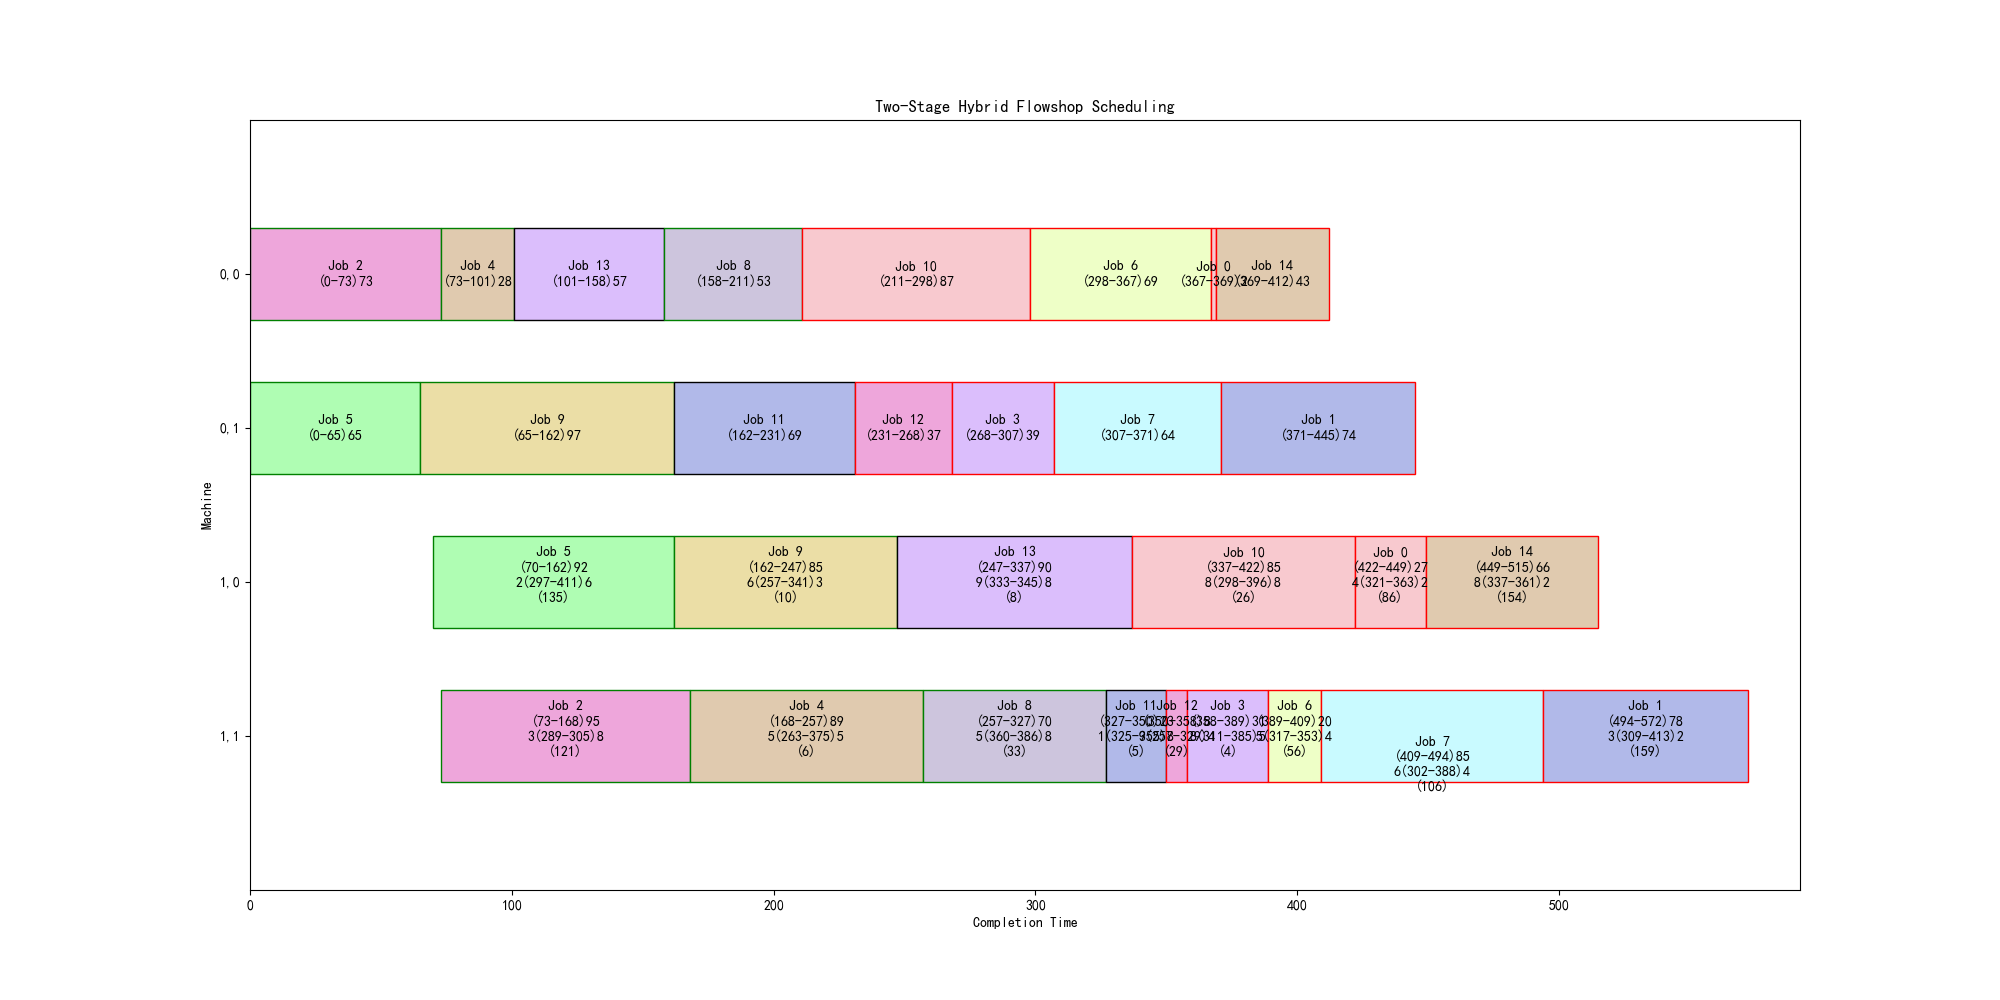 Two-Stage Hybrid Flowshop Scheduling
0,0
Job 2
(0-73)73
Job 4
(73-101)28
Job 13
(101-158)57
Job 8
(158-211)53
Job 10
(211-298)87
Job 6
(298-367)69
Job 0
(367-369)2
Job 14
(369-412)43
0,1
Job 5
(0-65)65
Job 9
(65-162)97
Job 11
(162-231)69
Job 12
(231-268)37
Job 3
(268-307)39
Job 7
(307-371)64
Job 1
(371-445)74
Machine
1,0
Job 5
(70-162)92
2(297-411)6
(135)
Job 9
(162-247)85
6(257-341)3
(10)
Job 13
(247-337)90
9(333-345)8
(8)
Job 10
(337-422)85
8(298-396)8
(26)
Job 0
(422-449)27
4(321-363)2
(86)
Job 14
(449-515)66
8(337-361)2
(154)
1,1
Job 2
(73-168)95
3(289-305)8
(121)
Job 4
(168-257)89
5(263-375)5
(6)
Job 8
(257-327)70
5(360-386)8
(33)
Job 11
(327-350)23
(5)
Job 12
(350-358)8
(29)
Job 3
(358-389)31
(4)
Job 6
(389-409)20
5(317-353)4
(56)
Job 7
(409-494)85
6(302-388)4
(106)
Job 1
(494-572)78
3(309-413)2
(159)
0
100
200
300
400
500
Completion Time